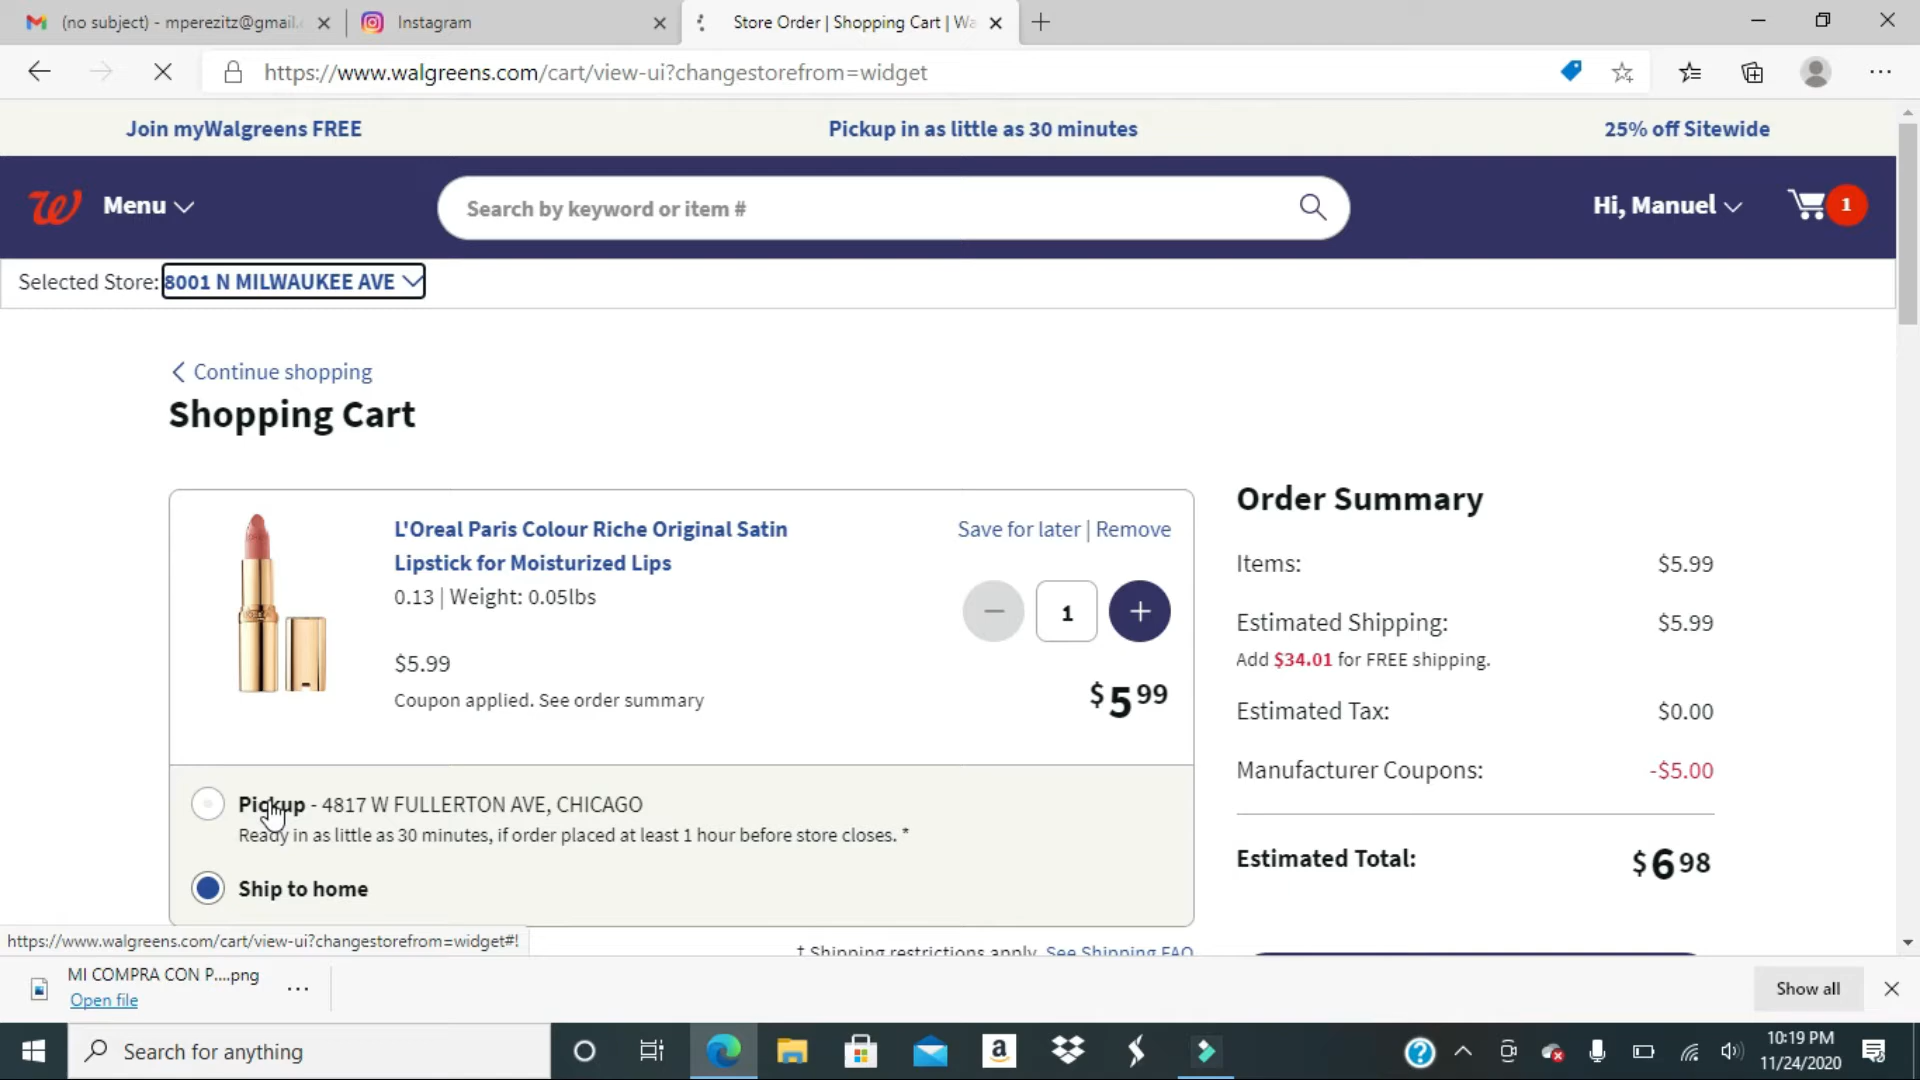 (no subject) - mperezitz@gmail.
Instagram
Store Order | Shopping Cart | Wa
https://www.walgreens.com/cart/view-ui?changestorefrom=widget
Join myWalgreens FREE
Pickup in as little as 30 minutes
25% off Sitewide
Menu
Search by keyword or item #
Hi, Manuel
1
Selected Store: 8001 N MILWAUKEE AVE
Continue shopping
Shopping Cart
L'Oreal Paris Colour Riche Original Satin
Lipstick for Moisturized Lips
0.13 | Weight: 0.05lbs
$5.99
Coupon applied. See order summary
Save for later | Remove
1
$5 99
Pickup - 4817 W FULLERTON AVE, CHICAGO
Ready in as little as 30 minutes, if order placed at least 1 hour before store closes. *
Ship to home
Order Summary
Items: $5.99
Estimated Shipping: $5.99
Add $34.01 for FREE shipping.
Estimated Tax: $0.00
Manufacturer Coupons: -$5.00
Estimated Total: $6 98
https://www.walgreens.com/cart/view-ui?changestorefrom=widget#!
† Shipping restrictions apply. See Shipping FAQ
MI COMPRA CON P....png
Open file
Show all
Search for anything
10:19 PM
11/24/2020